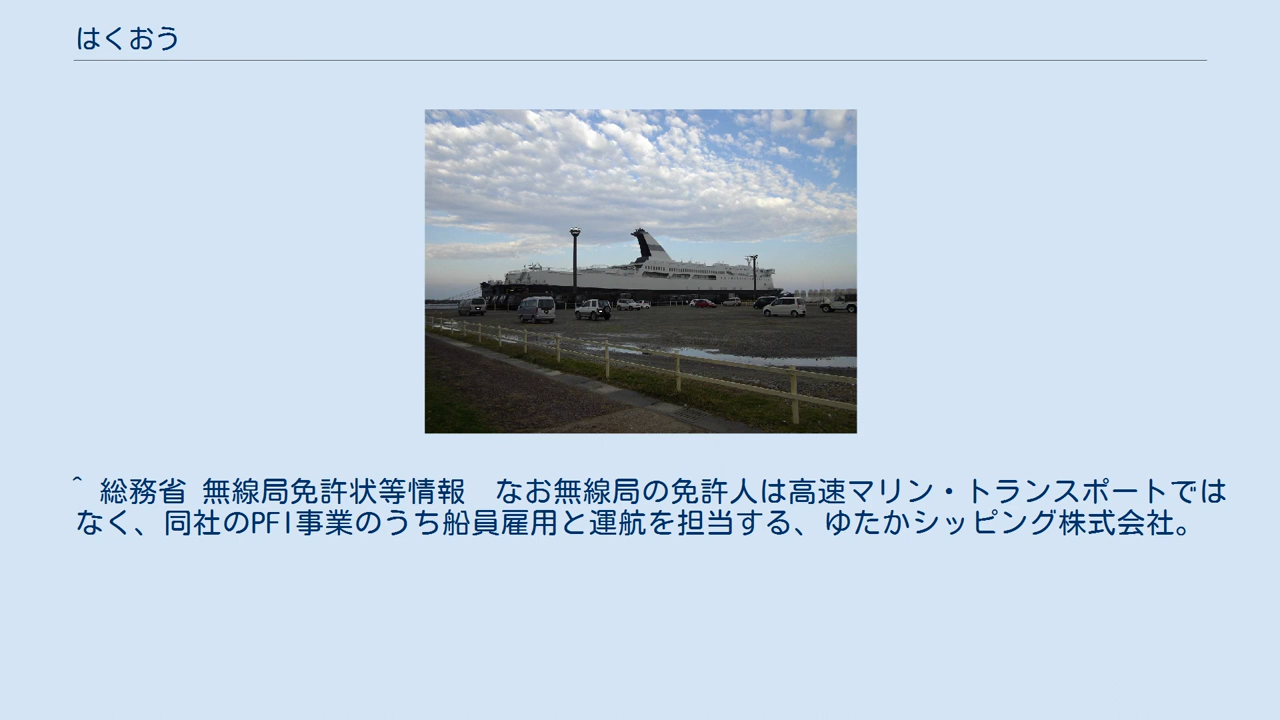 はくおう
^ 総務省 無線局免許状等情報　なお無線局の免許人は高速マリン・トランスポートでは
なく、同社のPFI事業のうち船員雇用と運航を担当する、ゆたかシッピング株式会社。